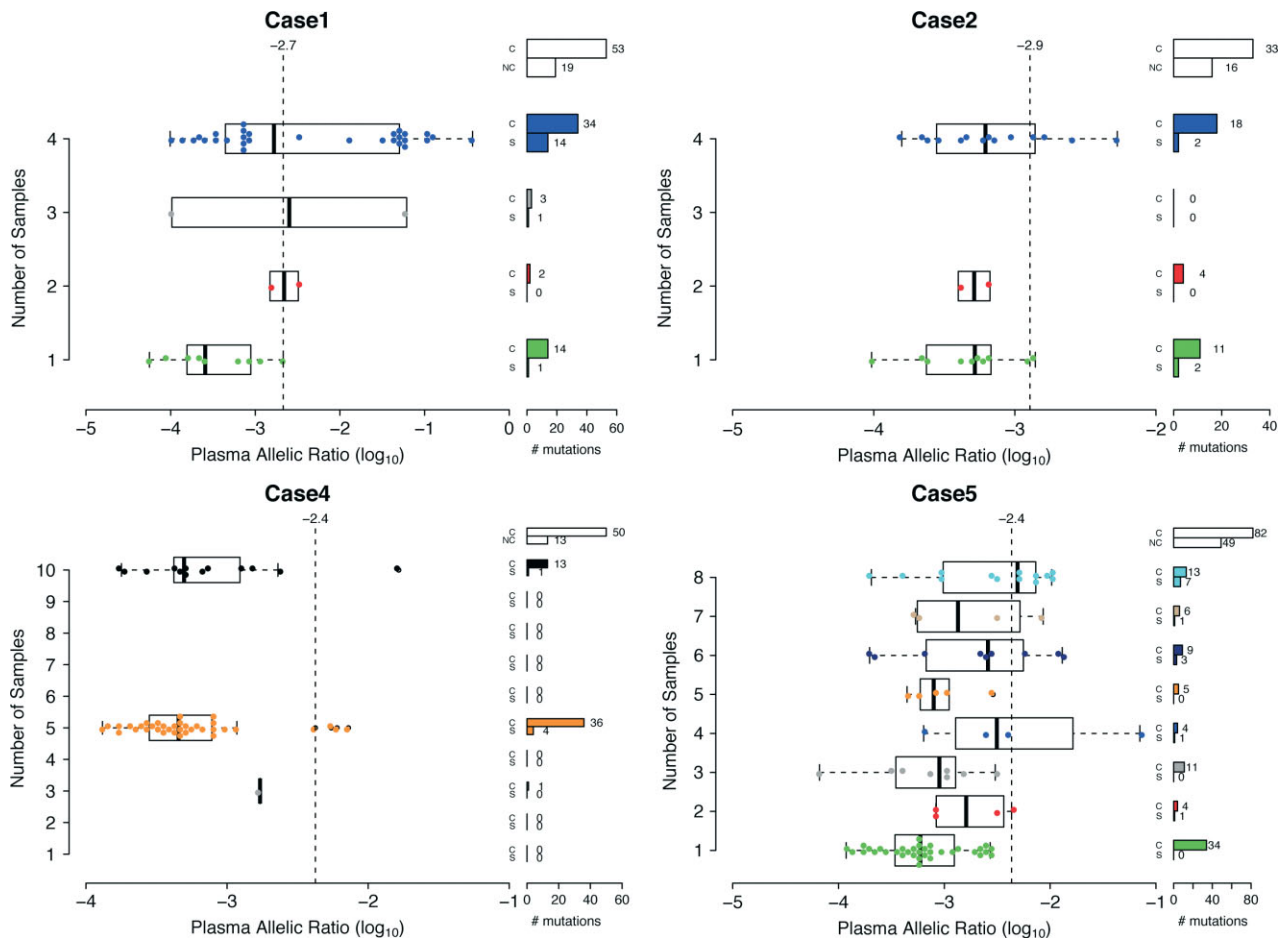 Case1
−2.7
C 53
NC 19
4
C 34
S 14
3
C 3
S 1
2
C 2
S 0
1
C 14
S 1
Number of Samples
−5 −4 −3 −2 −1 0
0 20 40 60
Plasma Allelic Ratio (log10)
# mutations
Case2
−2.9
C 33
NC 16
4
C 18
S 2
C 0
S 0
3
2
C 4
S
1
C 11
S 2
Number of Samples
−5 −4 −3 −2
0 20 40
Plasma Allelic Ratio (log10)
# mutations
Case4
−2.4
C 50
NC 13
10
C 13
S 1
9
C 0
S 0
8
C 0
S 0
7
C 0
S 0
6
C 0
S 0
5
C 36
S 4
4
C 0
S 0
3
C 1
S 0
2
C 0
S 0
1
C 0
S 0
Number of Samples
−4 −3 −2 −1
0 20 40 60
Plasma Allelic Ratio (log10)
# mutations
Case5
−2.4
C 82
NC 49
8
C 13
S 7
7
C 6
S 1
6
C 9
S 3
5
C 5
S 0
4
C 4
S 1
3
C 11
S 0
2
C 4
S 1
1
C 34
S 0
Number of Samples
−5 −4 −3 −2 −1
0 20 40 60 80
Plasma Allelic Ratio (log10)
# mutations